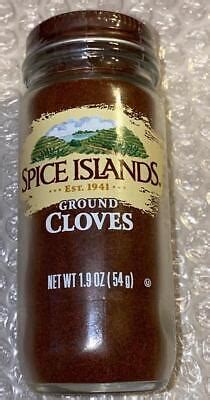 SPICE ISLANDS®
EST. 1941
GROUND
CLOVES
NET WT 1.9 OZ (54 g)